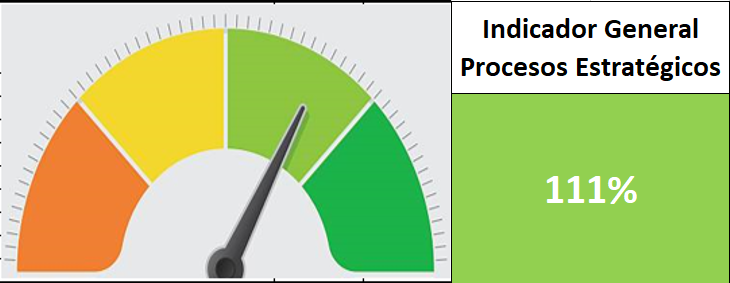 Indicador General
Procesos Estratégicos
111%